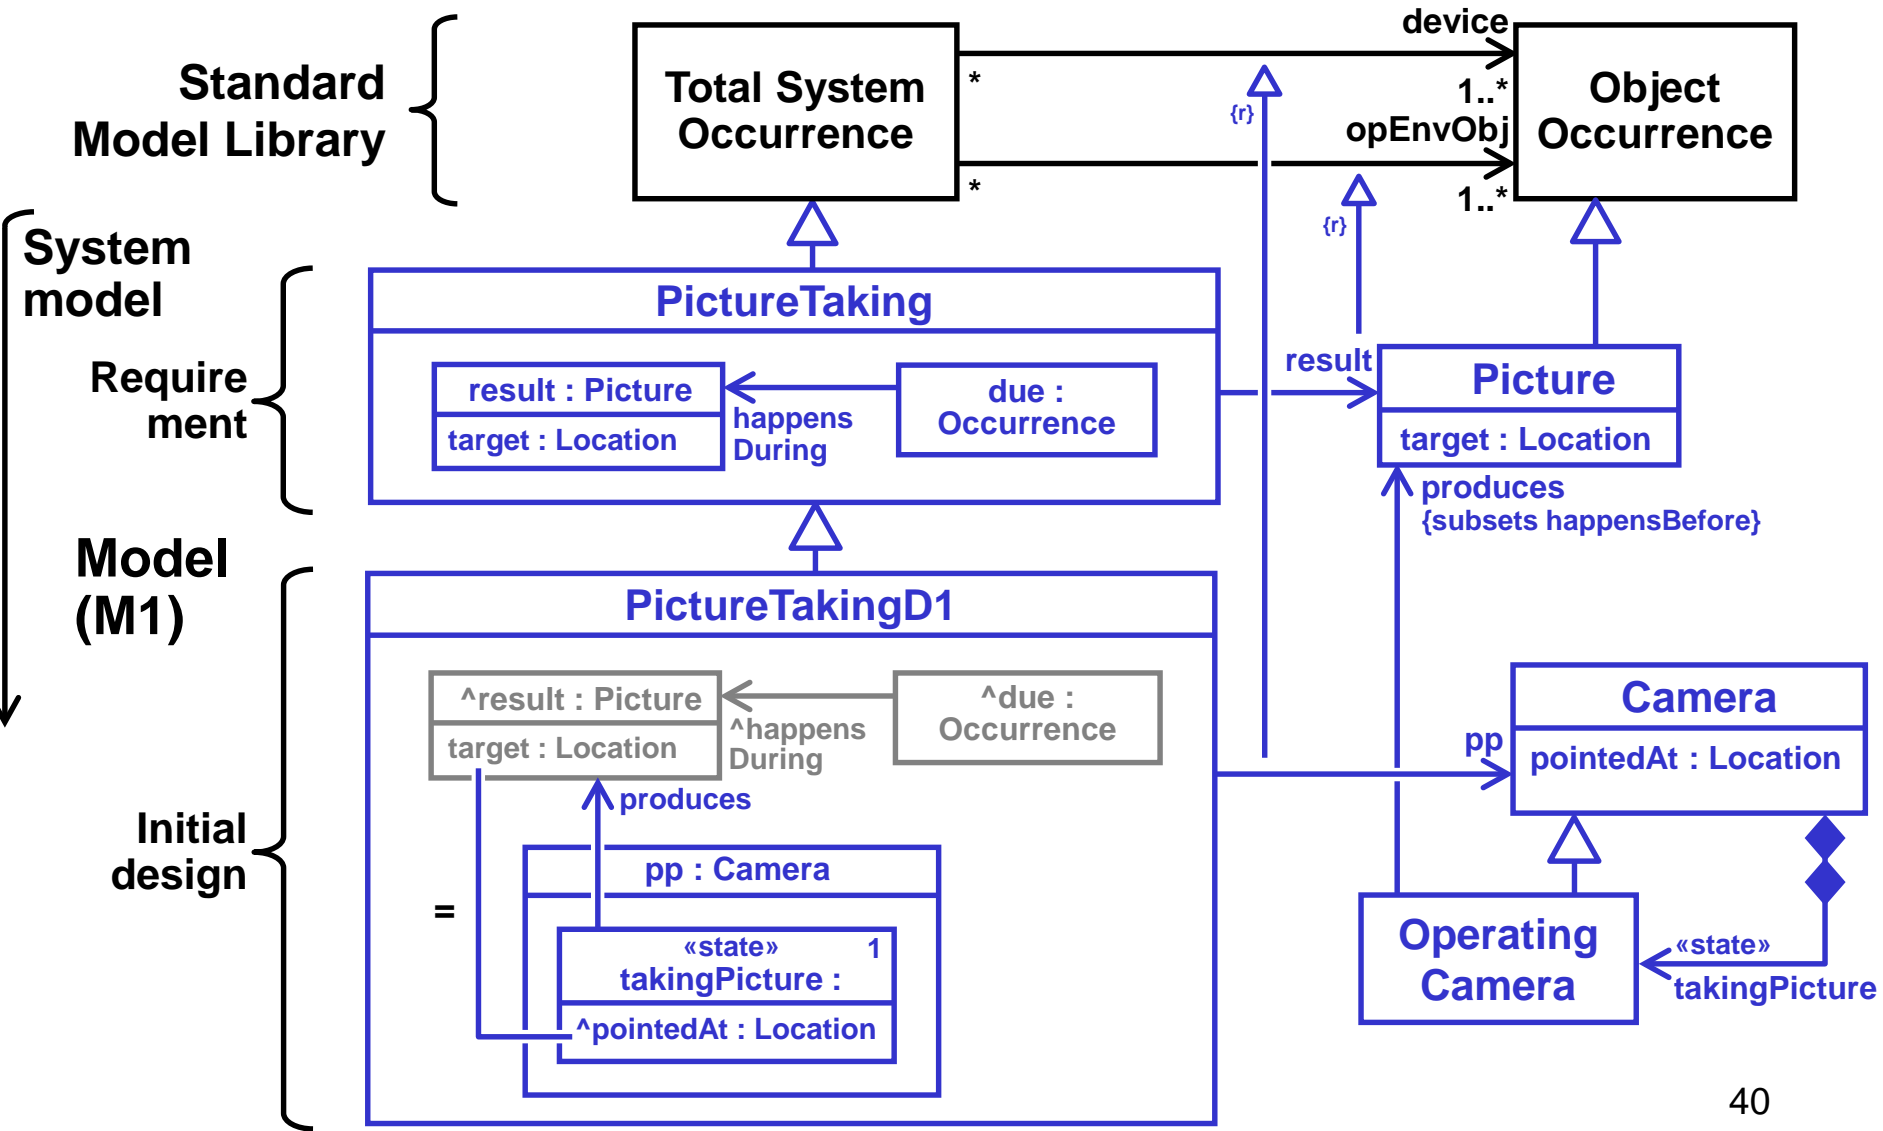 Standard
Model Library
Total System
Occurrence
*
*
device
1..*
opEnvObj
1..*
{r}
{r}
Object
Occurrence
System
model
Require
ment
PictureTaking
result : Picture
target : Location
happens
During
due :
Occurrence
result
Picture
target : Location
produces
{subsets happensBefore}
Model
(M1)
Initial
design
PictureTakingD1
^result : Picture
target : Location
^happens
During
^due :
Occurrence
produces
pp : Camera
=
«state» 1
takingPicture :
^pointedAt : Location
pp
Camera
pointedAt : Location
Operating
Camera
«state»
takingPicture
40